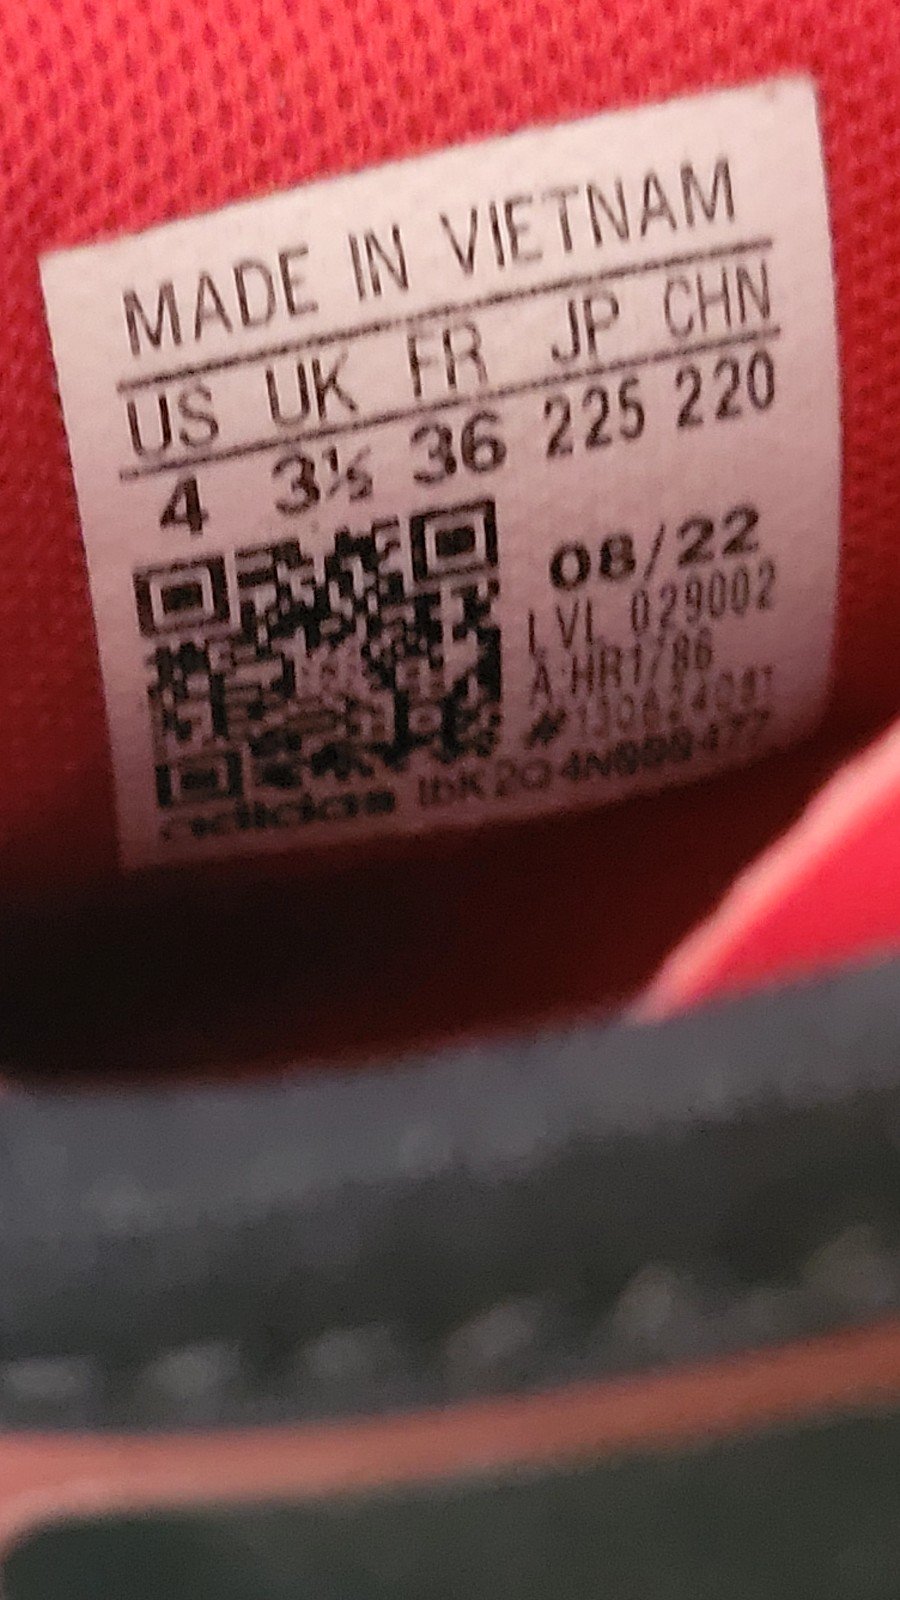 MADE IN VIETNAM
US UK FR JP CHN
4 3½ 36 225 220
08/22
LVL 029002
adidas